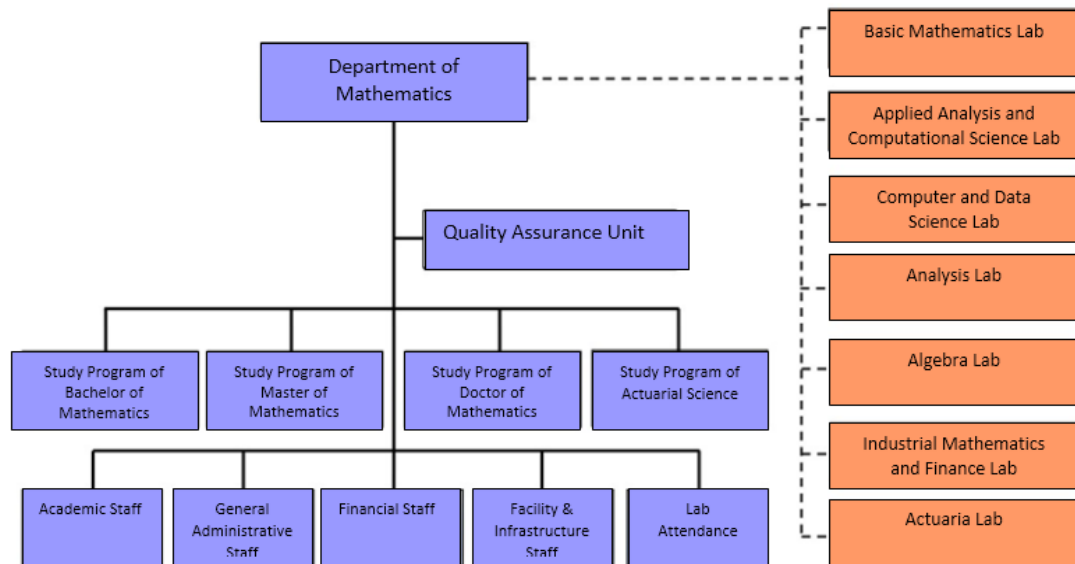 Department of
Mathematics
Quality Assurance Unit
Study Program of
Bachelor of
Mathematics
Study Program of
Master of
Mathematics
Study Program of
Doctor of
Mathematics
Study Program of
Actuarial Science
Academic Staff
General
Administrative
Staff
Financial Staff
Facility &
Infrastructure
Staff
Lab
Attendance
Basic Mathematics Lab
Applied Analysis and
Computational Science Lab
Computer and Data
Science Lab
Analysis Lab
Algebra Lab
Industrial Mathematics
and Finance Lab
Actuaria Lab